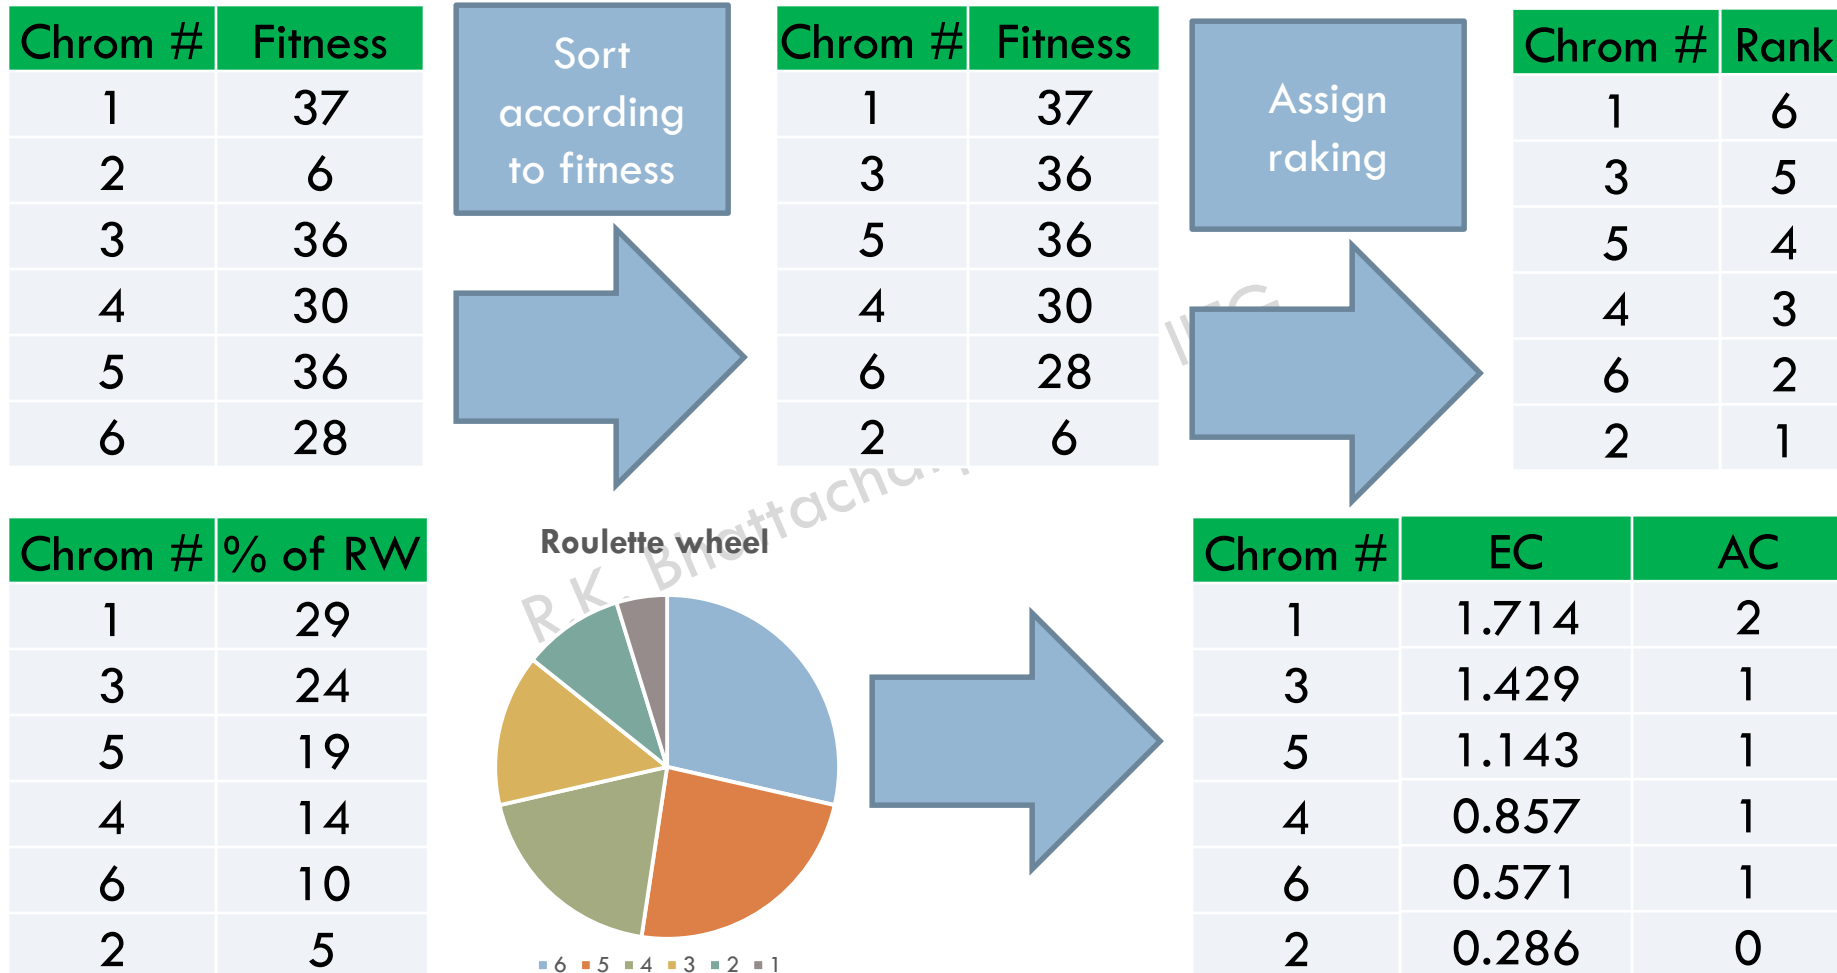 Chrom # Fitness
1 37
2 6
3 36
4 30
5 36
6 28
Sort
according
to fitness
Chrom # Fitness
1 37
3 36
5 36
4 30
6 28
2 6
Assign
raking
Chrom # Rank
1 6
3 5
5 4
4 3
6 2
2 1
Chrom # % of RW
1 29
3 24
5 19
4 14
6 10
2 5
Roulette wheel
6 5 4 3 2 1
Chrom # EC AC
1 1.714 2
3 1.429 1
5 1.143 1
4 0.857 1
6 0.571 1
2 0.286 0
R.K.